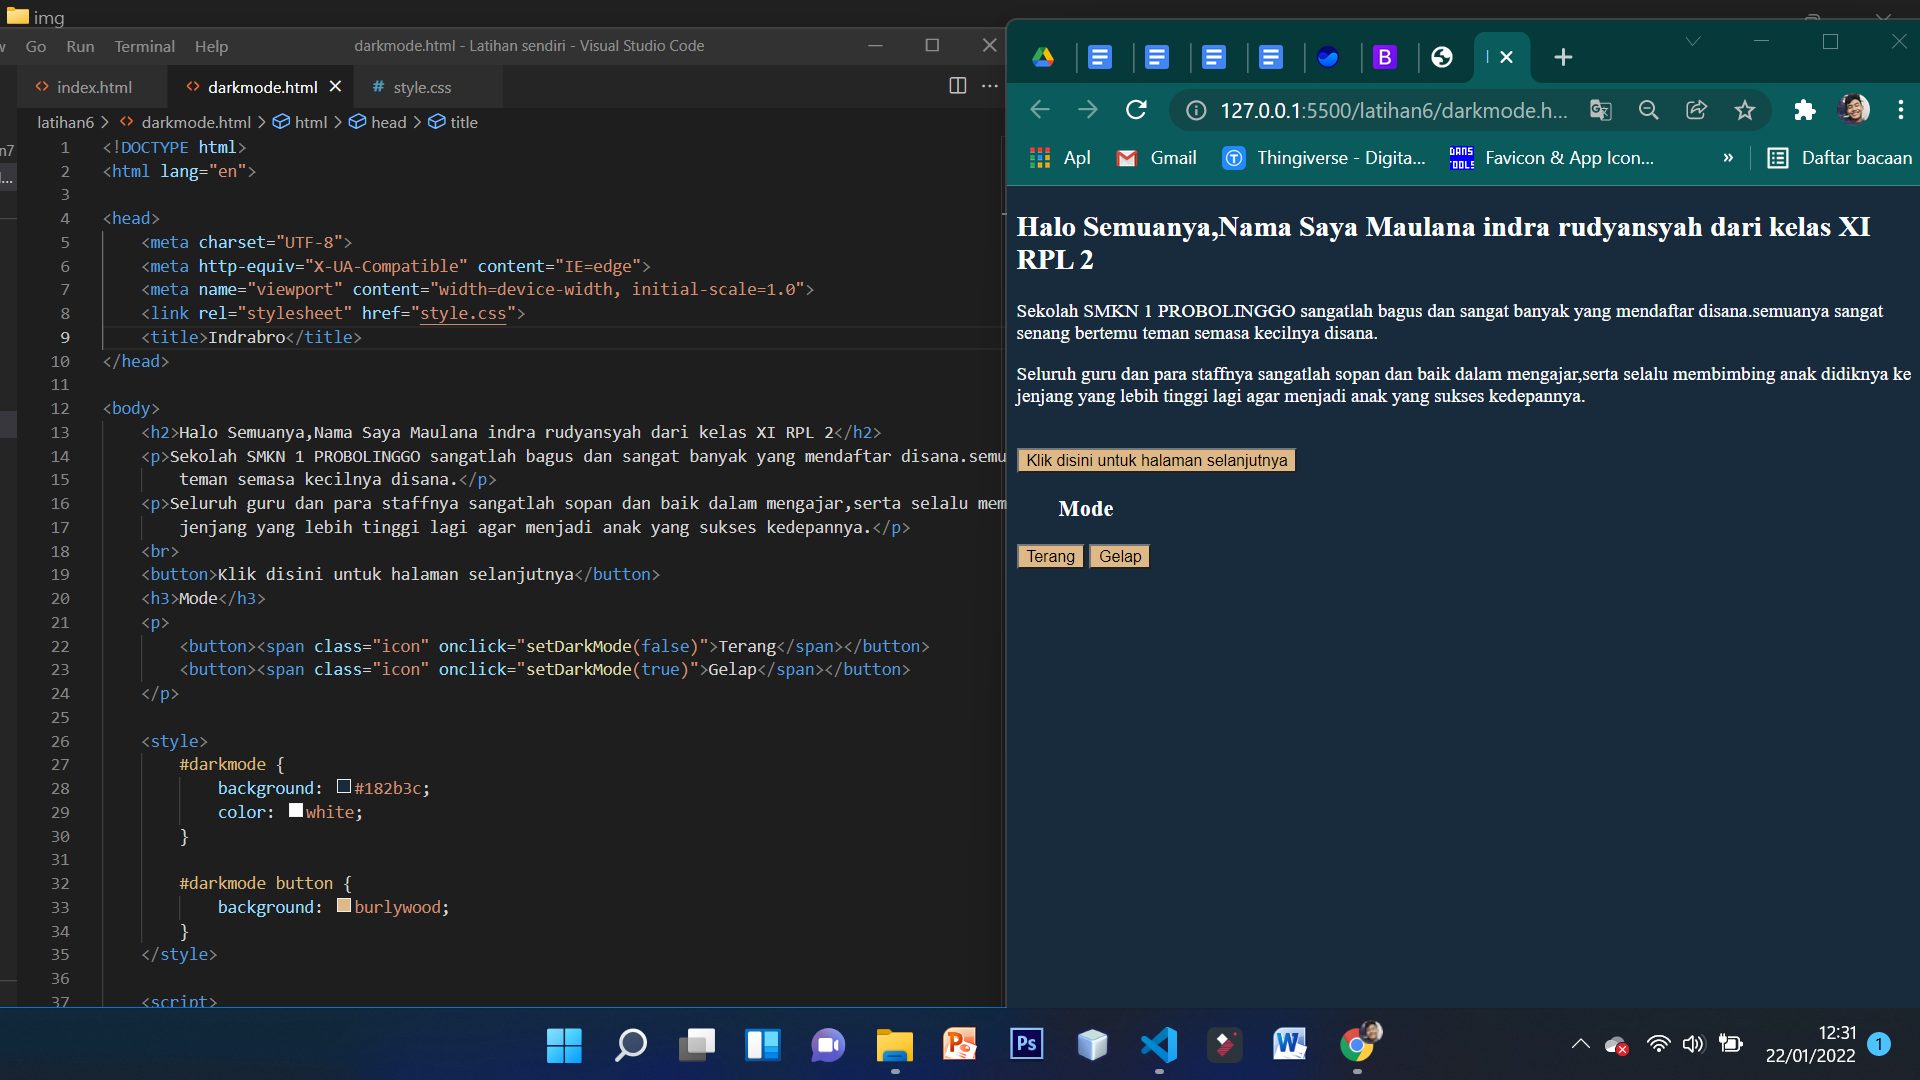 img
Go Run Terminal Help
darkmode.html - Latihan sendiri - Visual Studio Code
index.html
darkmode.html
style.css
latihan6 > darkmode.html > html > head > title
1 <!DOCTYPE html>
2 <html lang="en">
3
4 <head>
5 <meta charset="UTF-8">
6 <meta http-equiv="X-UA-Compatible" content="IE=edge">
7 <meta name="viewport" content="width=device-width, initial-scale=1.0">
8 <link rel="stylesheet" href="style.css">
9 <title>Indrabro</title>
10 </head>
11
12 <body>
13 <h2>Halo Semuanya,Nama Saya Maulana indra rudyansyah dari kelas XI RPL 2</h2>
14 <p>Sekolah SMKN 1 PROBOLINGGO sangatlah bagus dan sangat banyak yang mendaftar disana.semu
15 teman semasa kecilnya disana.</p>
16 <p>Seluruh guru dan para staffnya sangatlah sopan dan baik dalam mengajar,serta selalu mem
17 jenjang yang lebih tinggi lagi agar menjadi anak yang sukses kedepannya.</p>
18 <br>
19 <button>Klik disini untuk halaman selanjutnya</button>
20 <h3>Mode</h3>
21 <p>
22 <button><span class="icon" onclick="setDarkMode(false)">Terang</span></button>
23 <button><span class="icon" onclick="setDarkMode(true)">Gelap</span></button>
24 </p>
25
26 <style>
27 #darkmode {
28 background: #182b3c;
29 color: white;
30 }
31
32 #darkmode button {
33 background: burlywood;
34 }
35 </style>
36
37 <script>
n7
127.0.0.1:5500/latihan6/darkmode.h...
Apl
Gmail
Thingiverse - Digita...
DANS TOOLS
Favicon & App Icon...
»
Daftar bacaan
Halo Semuanya,Nama Saya Maulana indra rudyansyah dari kelas XI
RPL 2
Sekolah SMKN 1 PROBOLINGGO sangatlah bagus dan sangat banyak yang mendaftar disana.semuanya sangat
senang bertemu teman semasa kecilnya disana.
Seluruh guru dan para staffnya sangatlah sopan dan baik dalam mengajar,serta selalu membimbing anak didiknya ke
jenjang yang lebih tinggi lagi agar menjadi anak yang sukses kedepannya.
Klik disini untuk halaman selanjutnya
Mode
Terang Gelap
Ps
12:31
22/01/2022
1